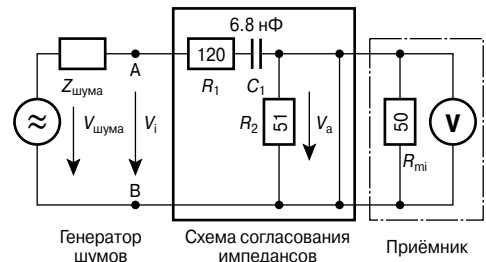 6.8 нФ
A
120
Zшума
R1
C1
Vшума
Vi
R2
51
Va
50
V
Rmi
B
Генератор
шумов
Схема согласования
импедансов
Приёмник